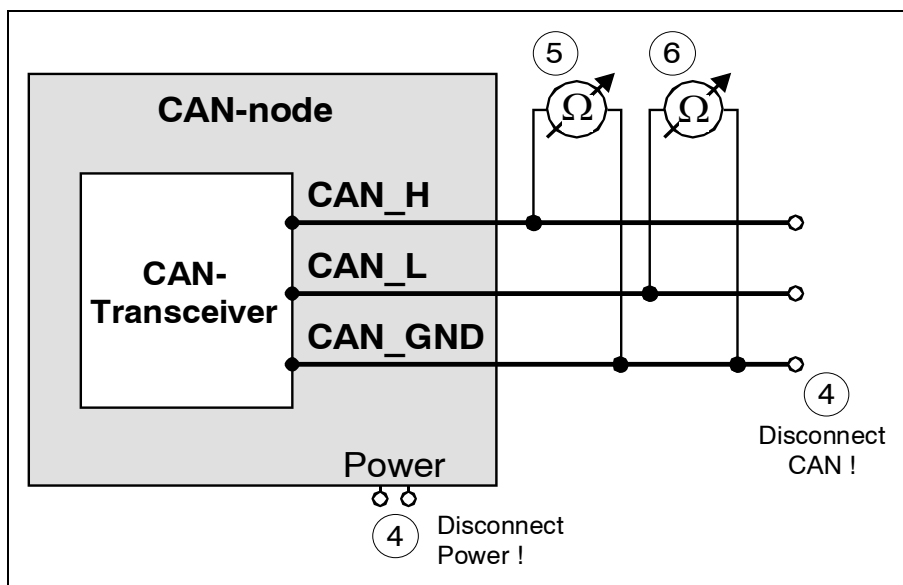 5
6
Ω
Ω
CAN-node
CAN_H
CAN-
Transceiver
CAN_L
CAN_GND
4
Disconnect
CAN !
Power
4
Disconnect
Power !